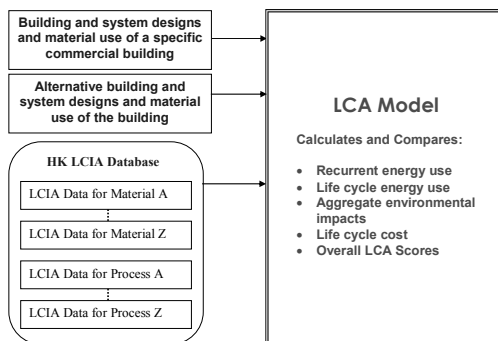 Building and system designs
and material use of a specific
commercial building
Alternative building and
system designs and material
use of the building
HK LCIA Database
LCIA Data for Material A
LCIA Data for Material Z
LCIA Data for Process A
LCIA Data for Process Z
LCA Model
Calculates and Compares:
• Recurrent energy use
• Life cycle energy use
• Aggregate environmental
impacts
• Life cycle cost
• Overall LCA Scores